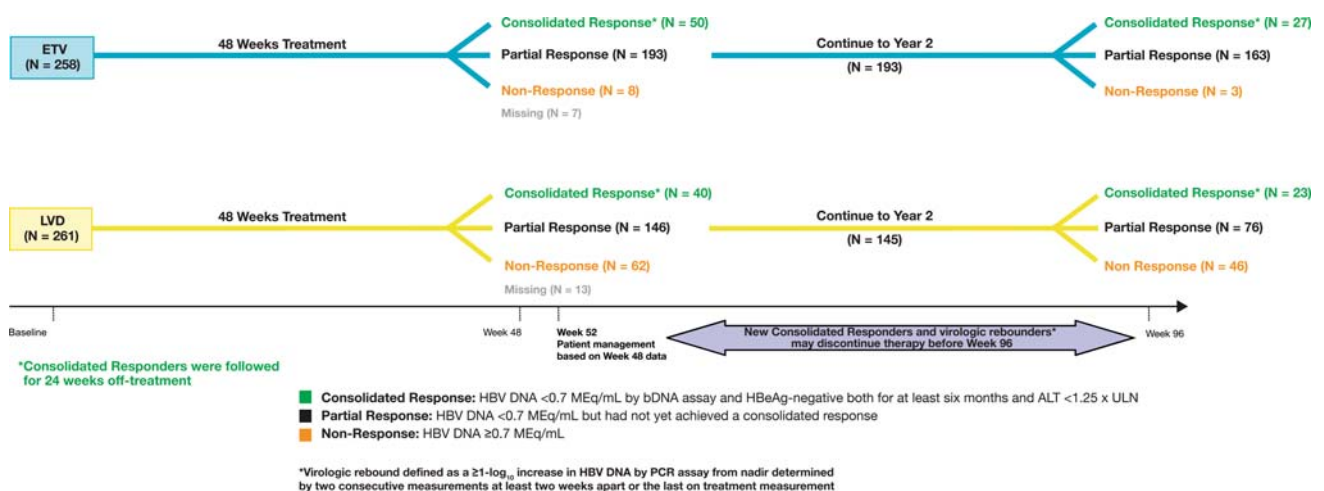 ETV
(N = 258)
48 Weeks Treatment
Consolidated Response* (N = 50)
Partial Response (N = 193)
Non-Response (N = 8)
Missing (N = 7)
Continue to Year 2
(N = 193)
Consolidated Response* (N = 27)
Partial Response (N = 163)
Non-Response (N = 3)
LVD
(N = 261)
48 Weeks Treatment
Consolidated Response* (N = 40)
Partial Response (N = 146)
Non-Response (N = 62)
Missing (N = 13)
Continue to Year 2
(N = 145)
Consolidated Response* (N = 23)
Partial Response (N = 76)
Non Response (N = 46)
Baseline
Week 48
Week 52
Patient management
based on Week 48 data
New Consolidated Responders and virologic rebounders*
may discontinue therapy before Week 96
Week 96
*Consolidated Responders were followed
for 24 weeks off-treatment
Consolidated Response: HBV DNA <0.7 MEq/mL by bDNA assay and HBeAg-negative both for at least six months and ALT <1.25 x ULN
Partial Response: HBV DNA <0.7 MEq/mL but had not yet achieved a consolidated response
Non-Response: HBV DNA ≥0.7 MEq/mL
*Virologic rebound defined as a ≥1-log₁₀ increase in HBV DNA by PCR assay from nadir determined
by two consecutive measurements at least two weeks apart or the last on treatment measurement